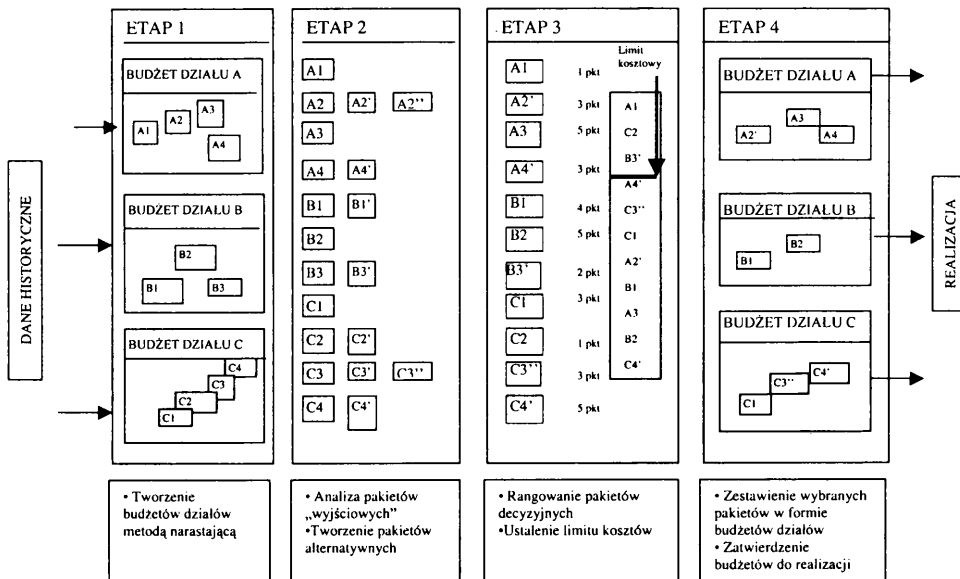 DANE HISTORYCZNE
ETAP 1
BUDŻET DZIAŁU A
A1
A2
A3
A4
BUDŻET DZIAŁU B
B2
B1
B3
BUDŻET DZIAŁU C
C4
C3
C2
C1
• Tworzenie
budżetów działów
metodą narastającą
ETAP 2
A1
A2 A2' A2''
A3
A4 A4'
B1 B1'
B2
B3 B3'
C1
C2 C2'
C3 C3' C3''
C4 C4'
• Analiza pakietów
„wyjściowych”
• Tworzenie pakietów
alternatywnych
ETAP 3
Limit
kosztowy
A1 1 pkt
A2' 3 pkt
A3 5 pkt
A4' 3 pkt
B1 4 pkt
B2 5 pkt
B3' 2 pkt
C1 3 pkt
C2 1 pkt
C3'' 3 pkt
C4' 5 pkt
A1
C2
B3'
A4'
C3''
C1
A2'
B1
A3
B2
C4'
• Rangowanie pakietów
decyzyjnych
• Ustalenie limitu kosztów
ETAP 4
BUDŻET DZIAŁU A
A3
A2'
A4
BUDŻET DZIAŁU B
B2
B1
BUDŻET DZIAŁU C
C4'
C3''
C1
• Zestawienie wybranych
pakietów w formie
budżetów działów
• Zatwierdzenie
budżetów do realizacji
REALIZACJA